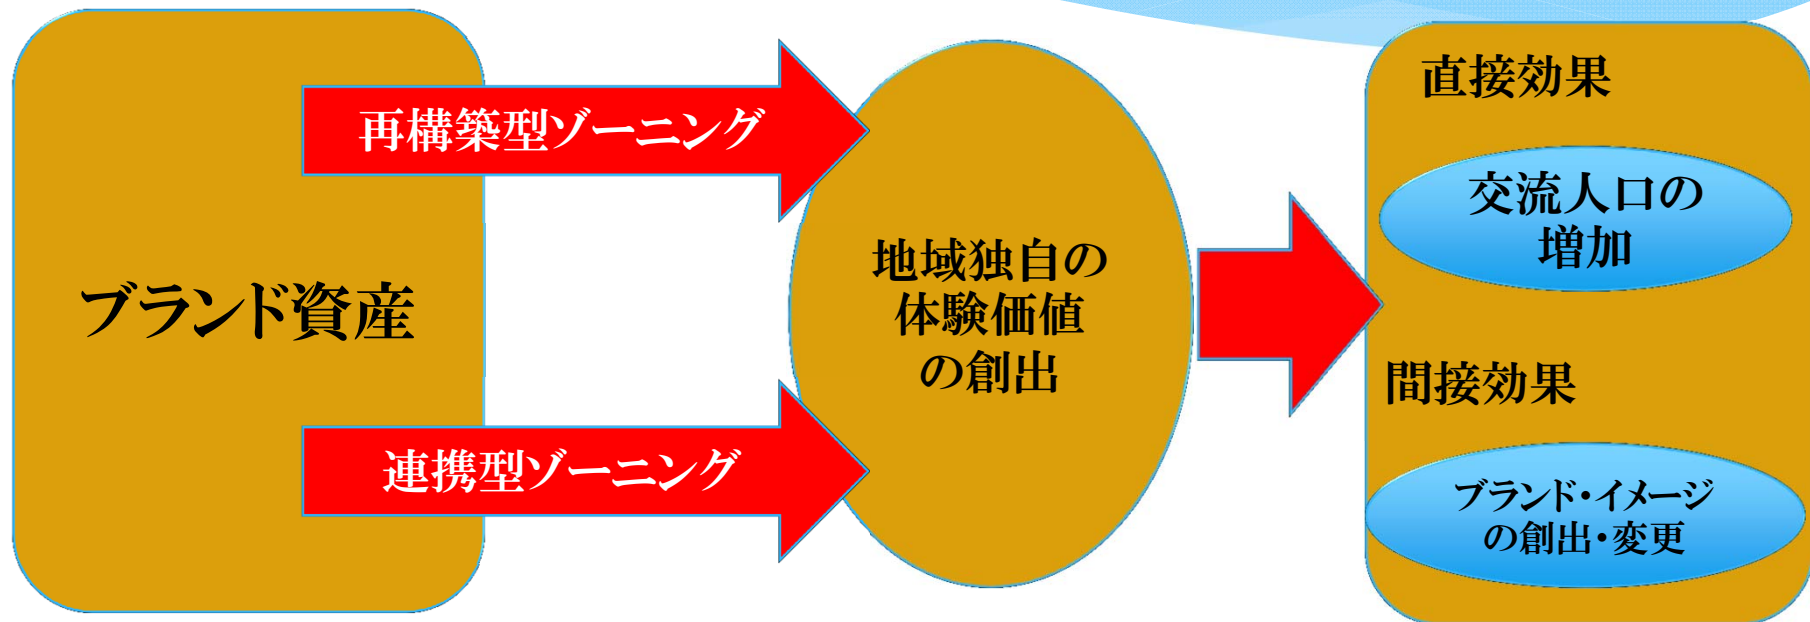 ブランド資産
再構築型ゾーニング
連携型ゾーニング
地域独自の
体験価値
の創出
直接効果
交流人口の
増加
間接効果
ブランド・イメージ
の創出・変更